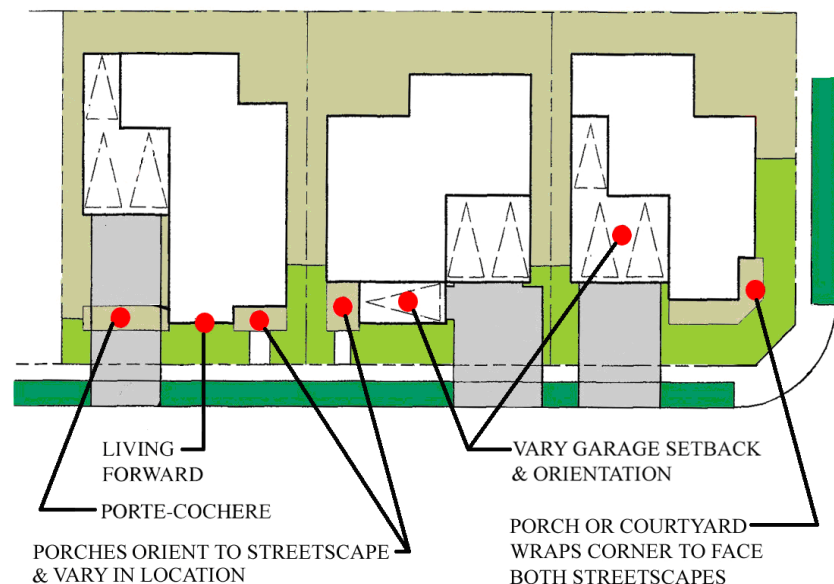 LIVING
FORWARD
PORTE-COCHERE
PORCHES ORIENT TO STREETSCAPE
& VARY IN LOCATION
VARY GARAGE SETBACK
& ORIENTATION
PORCH OR COURTYARD
WRAPS CORNER TO FACE
BOTH STREETSCAPES